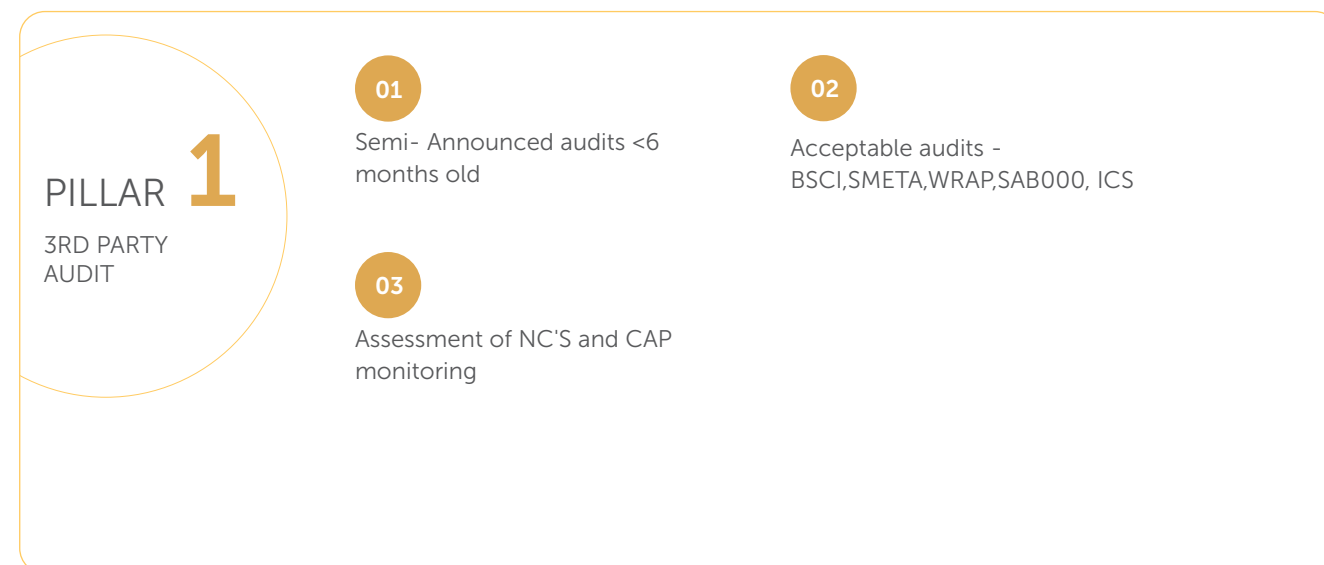 PILLAR 1
3RD PARTY
AUDIT
01
Semi- Announced audits <6
months old
02
Acceptable audits -
BSCI,SMETA,WRAP,SAB000, ICS
03
Assessment of NC'S and CAP
monitoring